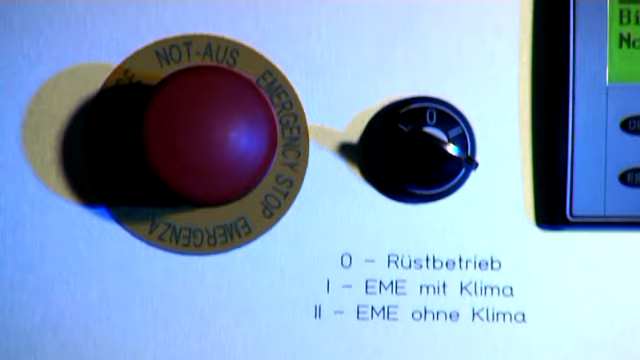 NOT-AUS
EMERGENCY STOP
EMERGENZA
0
0 – Rüstbetrieb
I – EME mit Klima
II – EME ohne Klima